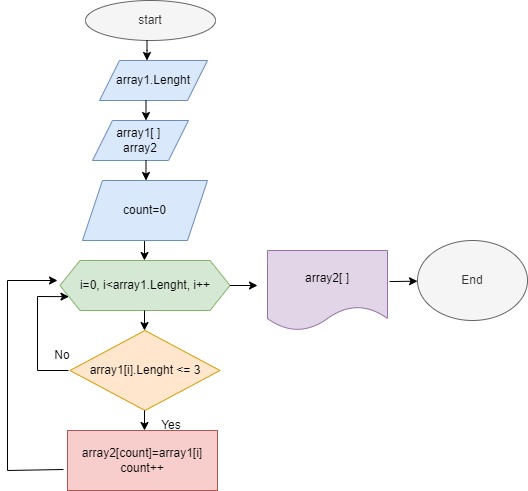 start
array1.Lenght
array1[ ]
array2
count=0
i=0, i<array1.Lenght, i++
array2[ ]
End
No
array1[i].Lenght <= 3
Yes
array2[count]=array1[i]
count++